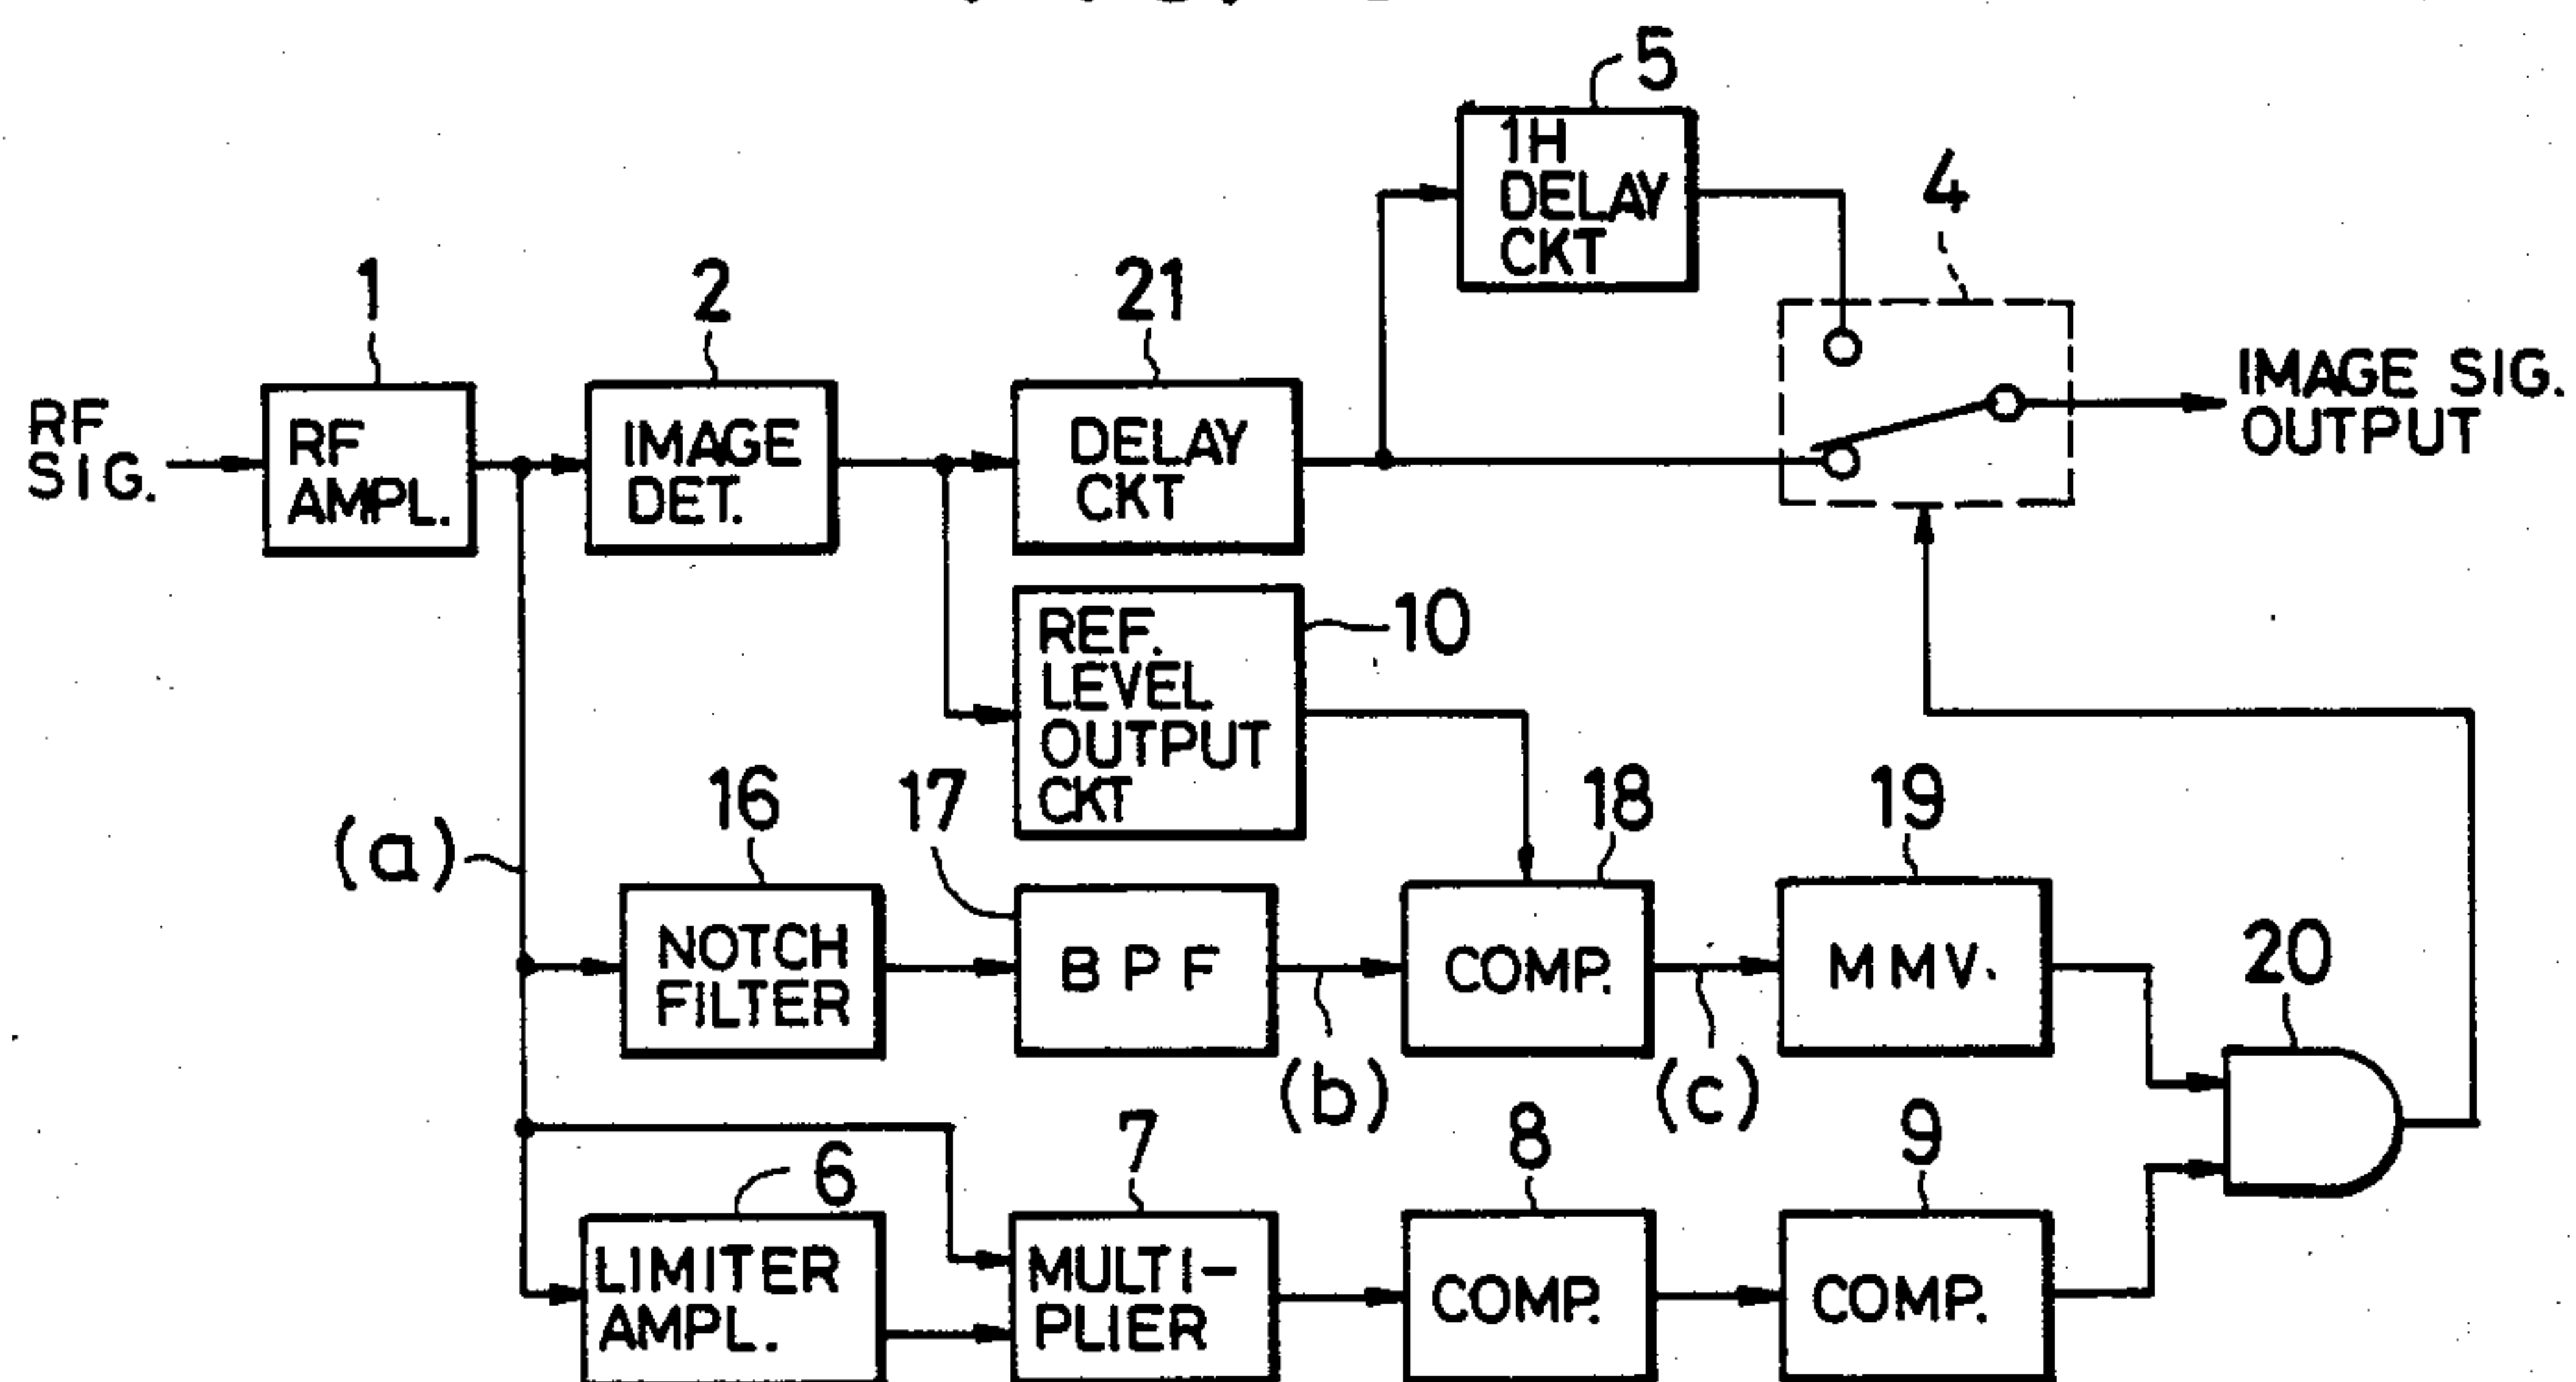 5
1H
DELAY
CKT
4
1
2
21
RF
SIG.
RF
AMPL.
IMAGE
DET.
DELAY
CKT
IMAGE SIG.
OUTPUT
10
REF.
LEVEL
OUTPUT
CKT
16
17
18
19
(a)
NOTCH
FILTER
B P F
COMP.
M M V.
20
(b)
(c)
6
7
8
9
LIMITER
AMPL.
MULTI-
PLIER
COMP.
COMP.